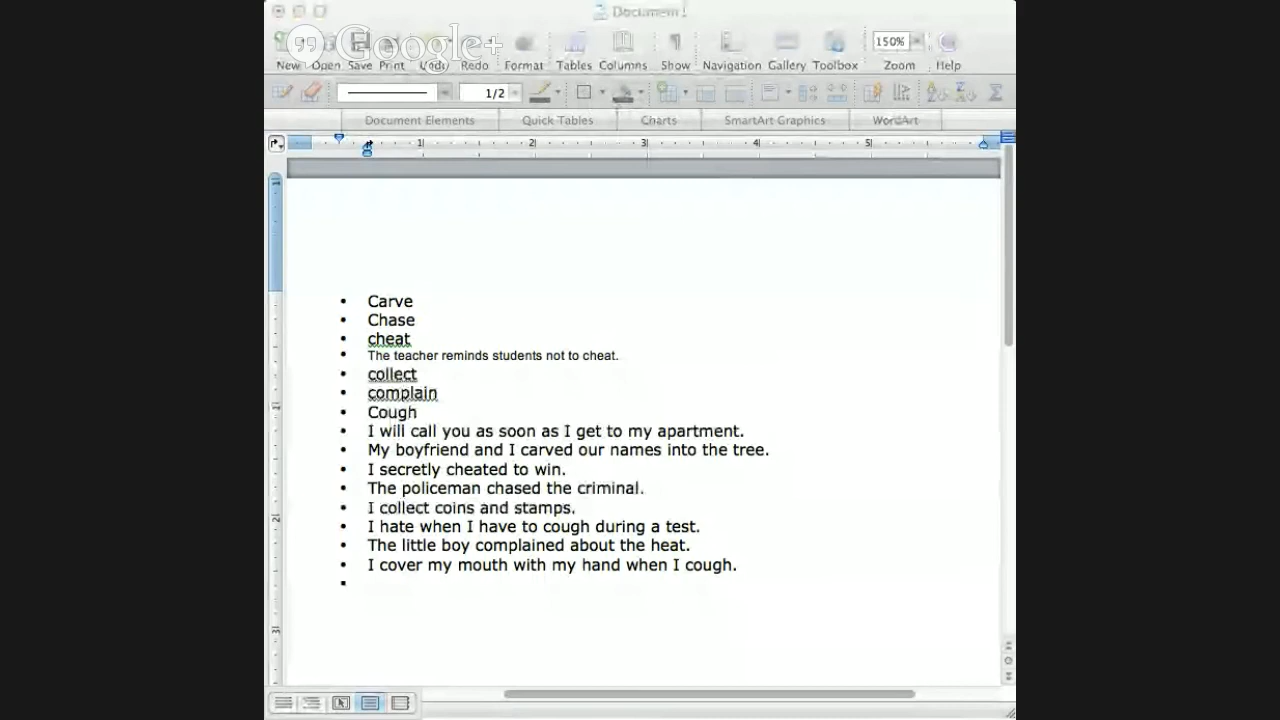 Document1
Google+
New Open Save Print Undo Redo Format Tables Columns Show Navigation Gallery Toolbox Zoom Help
150%
1/2
Document Elements Quick Tables Charts SmartArt Graphics WordArt
1 2 3 4 5
Carve
Chase
cheat
The teacher reminds students not to cheat.
collect
complain
Cough
I will call you as soon as I get to my apartment.
My boyfriend and I carved our names into the tree.
I secretly cheated to win.
The policeman chased the criminal.
I collect coins and stamps.
I hate when I have to cough during a test.
The little boy complained about the heat.
I cover my mouth with my hand when I cough.